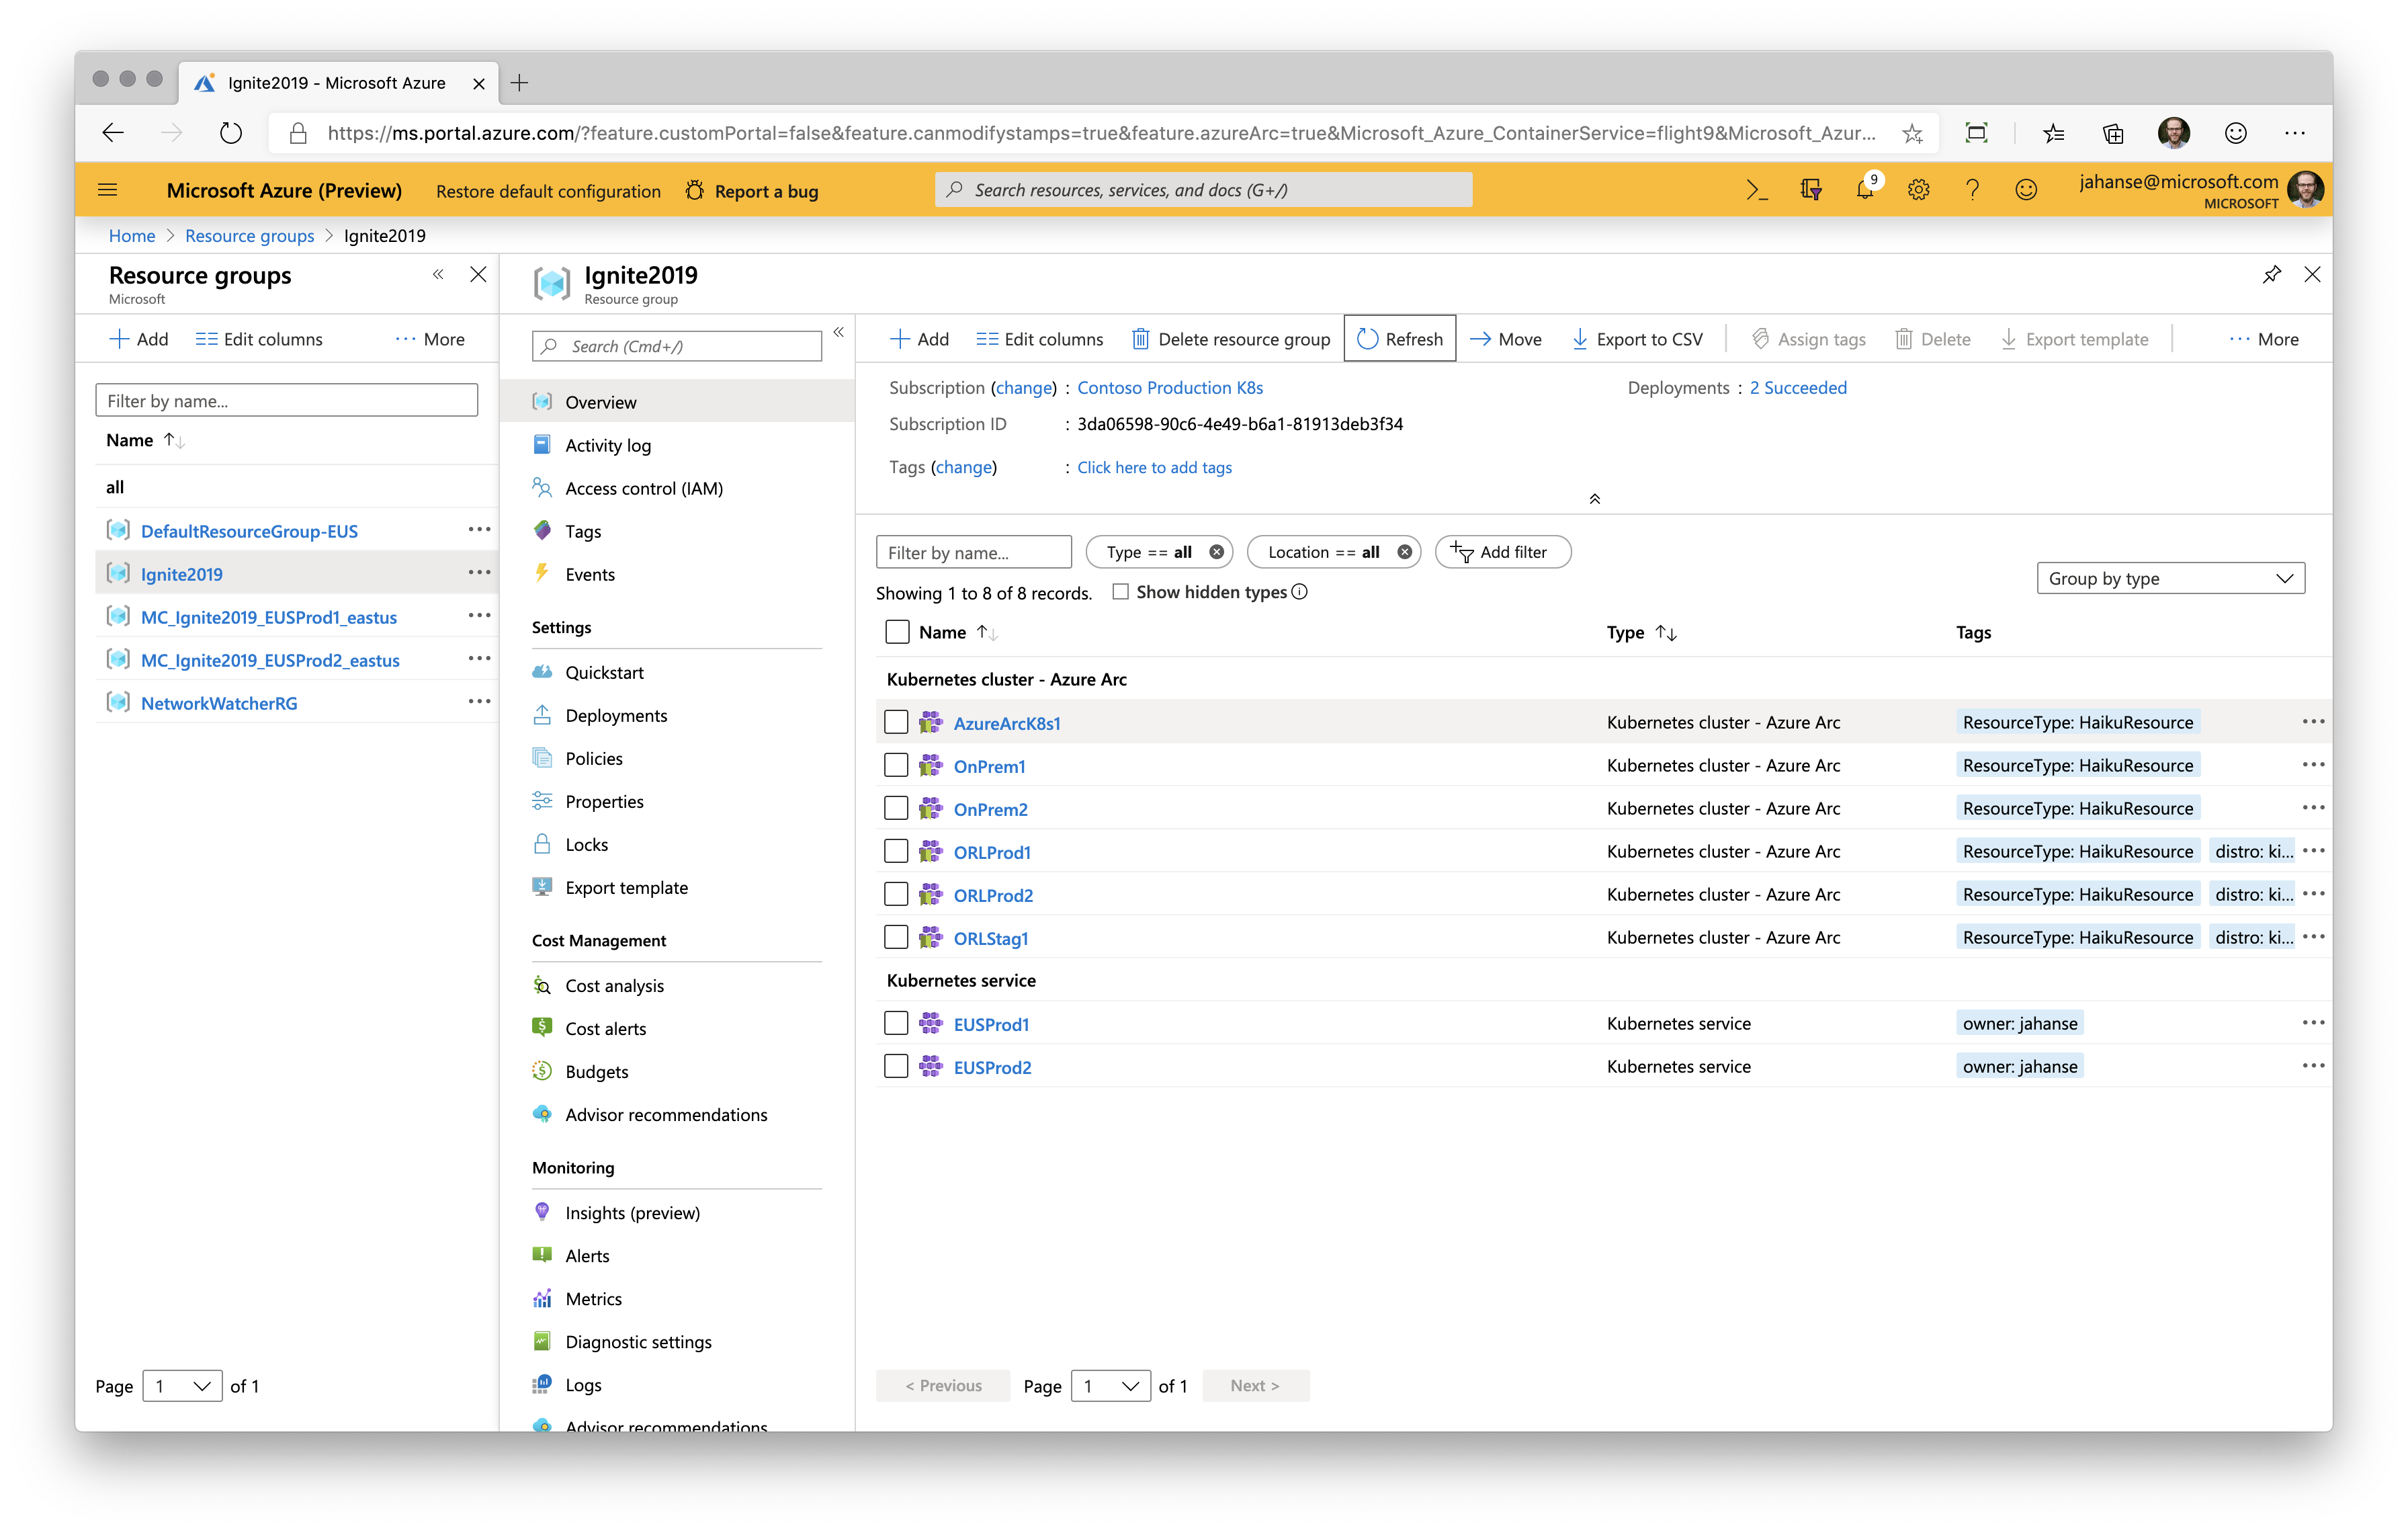 Ignite2019 - Microsoft Azure
https://ms.portal.azure.com/?feature.customPortal=false&feature.canmodifystamps=true&feature.azureArc=true&Microsoft_Azure_ContainerService=flight9&Microsoft_Azur...
Microsoft Azure (Preview) Restore default configuration Report a bug
Search resources, services, and docs (G+/)
9
jahanse@microsoft.com
MICROSOFT
Home > Resource groups > Ignite2019
Resource groups
Microsoft
Add Edit columns ... More
Filter by name...
Name
all
DefaultResourceGroup-EUS
Ignite2019
MC_Ignite2019_EUSProd1_eastus
MC_Ignite2019_EUSProd2_eastus
NetworkWatcherRG
Page 1 of 1
Ignite2019
Resource group
Search (Cmd+/)
Overview
Activity log
Access control (IAM)
Tags
Events
Settings
Quickstart
Deployments
Policies
Properties
Locks
Export template
Cost Management
Cost analysis
Cost alerts
Budgets
Advisor recommendations
Monitoring
Insights (preview)
Alerts
Metrics
Diagnostic settings
Logs
Advisor recommendations
Add Edit columns Delete resource group Refresh Move Export to CSV Assign tags Delete Export template ... More
Subscription (change) : Contoso Production K8s
Deployments : 2 Succeeded
Subscription ID : 3da06598-90c6-4e49-b6a1-81913deb3f34
Tags (change) : Click here to add tags
Filter by name... Type == all Location == all Add filter
Showing 1 to 8 of 8 records. Show hidden types
Group by type
Name Type Tags
Kubernetes cluster - Azure Arc
AzureArcK8s1 Kubernetes cluster - Azure Arc ResourceType: HaikuResource
OnPrem1 Kubernetes cluster - Azure Arc ResourceType: HaikuResource
OnPrem2 Kubernetes cluster - Azure Arc ResourceType: HaikuResource
ORLProd1 Kubernetes cluster - Azure Arc ResourceType: HaikuResource distro: ki...
ORLProd2 Kubernetes cluster - Azure Arc ResourceType: HaikuResource distro: ki...
ORLStag1 Kubernetes cluster - Azure Arc ResourceType: HaikuResource distro: ki...
Kubernetes service
EUSProd1 Kubernetes service owner: jahanse
EUSProd2 Kubernetes service owner: jahanse
< Previous Page 1 of 1 Next >